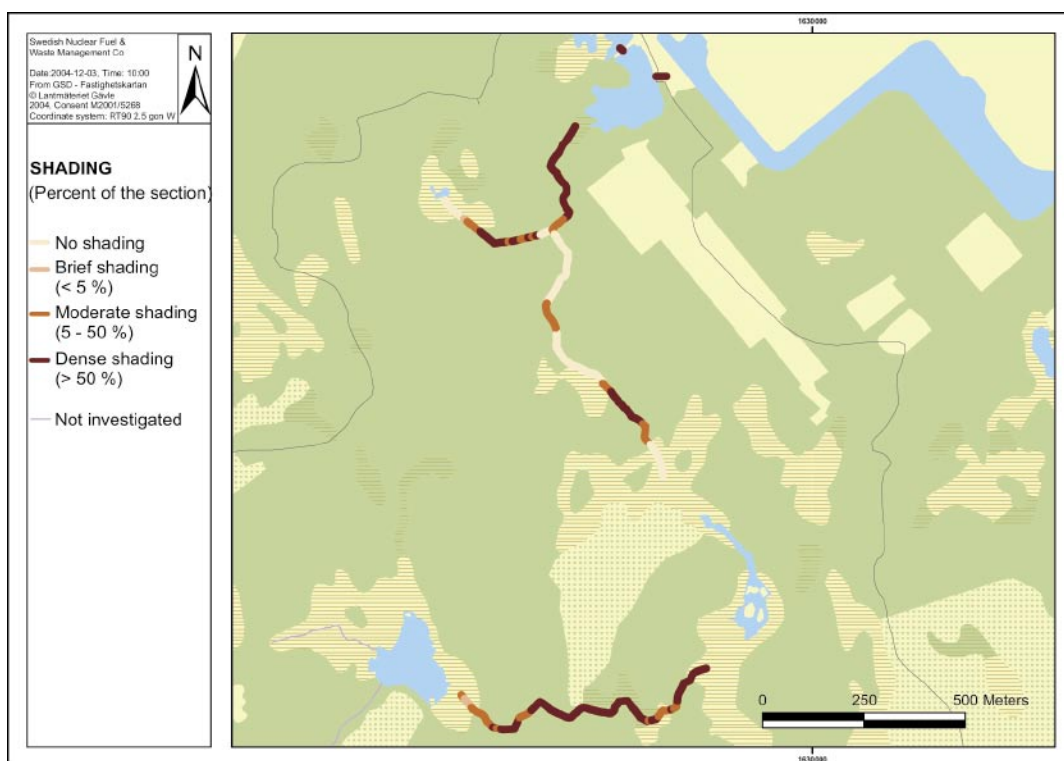 1630000
Swedish Nuclear Fuel &
Waste Management Co
N
Date:2004-12-03, Time: 10:00
From GSD - Fastighetskartan
© Lantmäteriet Gävle
2004, Consent M2001/5268
Coordinate system: RT90 2.5 gon W
SHADING
(Percent of the section)
No shading
Brief shading
(< 5 %)
Moderate shading
(5 - 50 %)
Dense shading
(> 50 %)
Not investigated
0 250 500 Meters
1630000